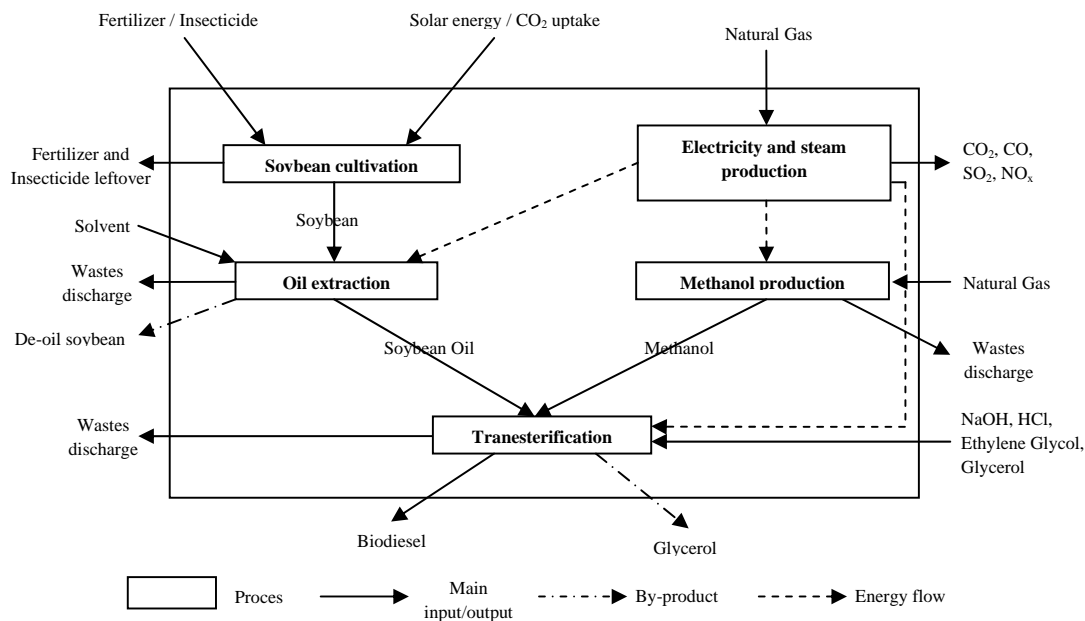 Fertilizer / Insecticide
Solar energy / CO₂ uptake
Natural Gas
Fertilizer and
Insecticide leftover
Soybean cultivation
Electricity and steam
production
CO₂, CO,
SO₂, NOₓ
Solvent
Soybean
Wastes
discharge
Oil extraction
Methanol production
Natural Gas
De-oil soybean
Soybean Oil
Methanol
Wastes
discharge
Wastes
discharge
Tranesterification
NaOH, HCl,
Ethylene Glycol,
Glycerol
Biodiesel
Glycerol
Proces
Main
input/output
By-product
Energy flow